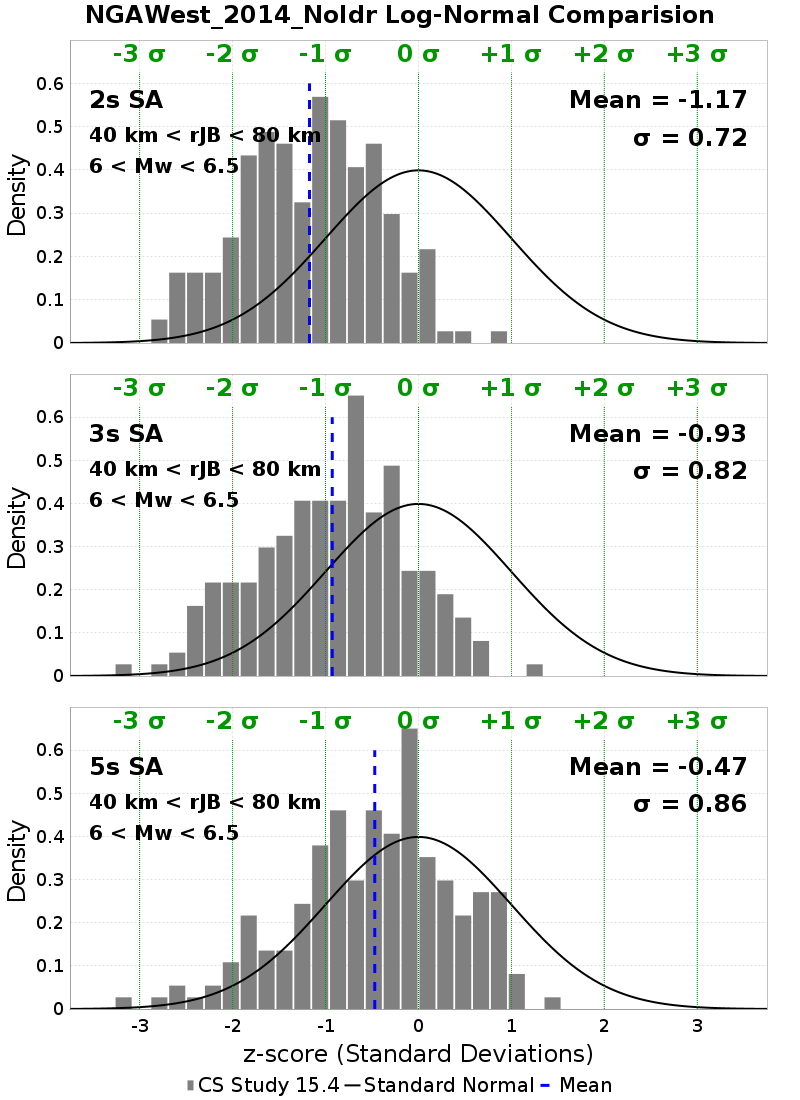 NGAWest_2014_NoIdr Log-Normal Comparision
-3 σ -2 σ -1 σ 0 σ +1 σ +2 σ +3 σ
2s SA
Mean = -1.17
40 km < rJB < 80 km
σ = 0.72
6 < Mw < 6.5
0.6
0.5
0.4
0.3
0.2
0.1
0
Density
-3 σ -2 σ -1 σ 0 σ +1 σ +2 σ +3 σ
3s SA
Mean = -0.93
40 km < rJB < 80 km
σ = 0.82
6 < Mw < 6.5
0.6
0.5
0.4
0.3
0.2
0.1
0
Density
-3 σ -2 σ -1 σ 0 σ +1 σ +2 σ +3 σ
5s SA
Mean = -0.47
40 km < rJB < 80 km
σ = 0.86
6 < Mw < 6.5
0.6
0.5
0.4
0.3
0.2
0.1
0
Density
-3 -2 -1 0 1 2 3
z-score (Standard Deviations)
CS Study 15.4 Standard Normal Mean